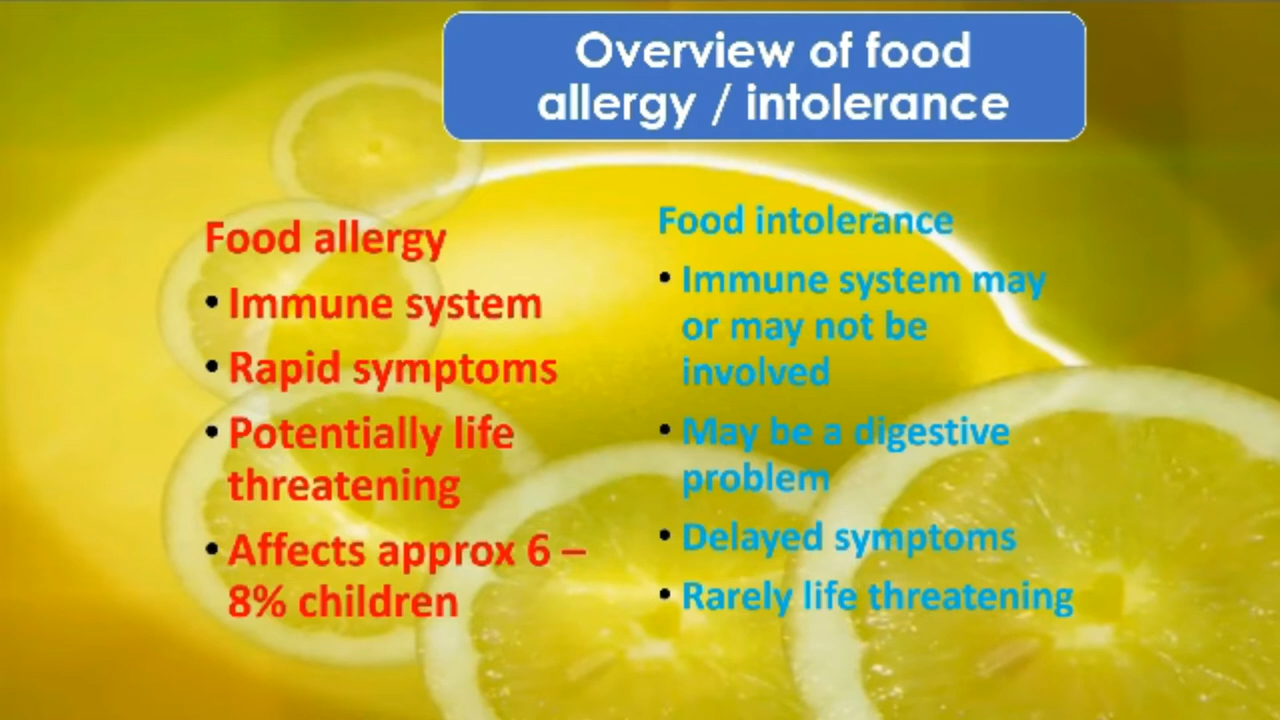 Overview of food
allergy / intolerance
Food allergy
• Immune system
• Rapid symptoms
• Potentially life
threatening
• Affects approx 6 –
8% children
Food intolerance
• Immune system may
or may not be
involved
• May be a digestive
problem
• Delayed symptoms
• Rarely life threatening